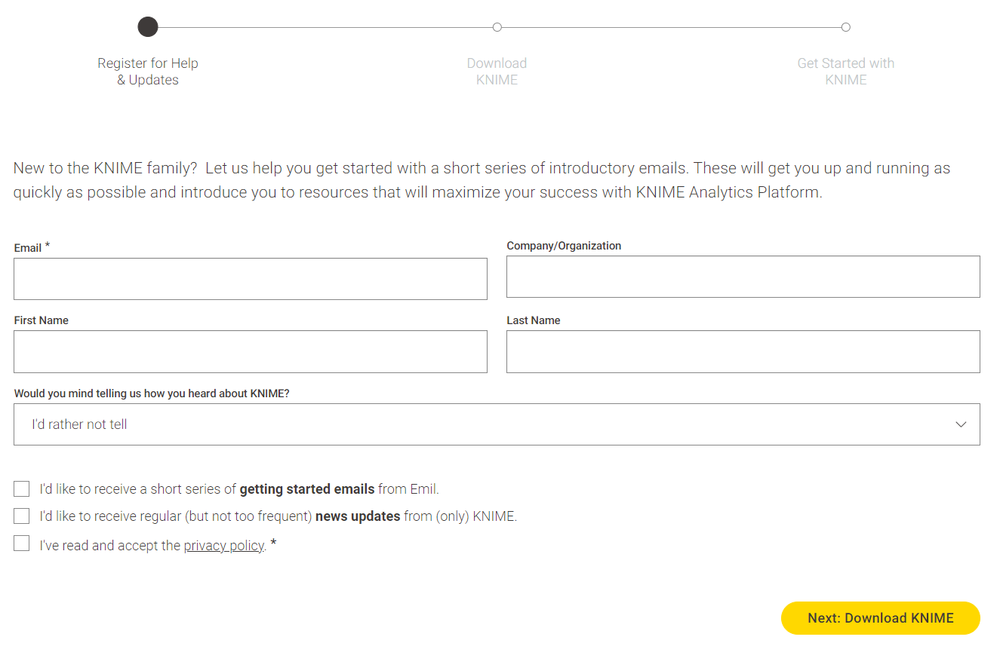 Register for Help
& Updates
Download
KNIME
Get Started with
KNIME
New to the KNIME family?  Let us help you get started with a short series of introductory emails. These will get you up and running as
quickly as possible and introduce you to resources that will maximize your success with KNIME Analytics Platform.
Email *
Company/Organization
First Name
Last Name
Would you mind telling us how you heard about KNIME?
I'd rather not tell
I'd like to receive a short series of getting started emails from Emil.
I'd like to receive regular (but not too frequent) news updates from (only) KNIME.
I've read and accept the privacy policy. *
Next: Download KNIME